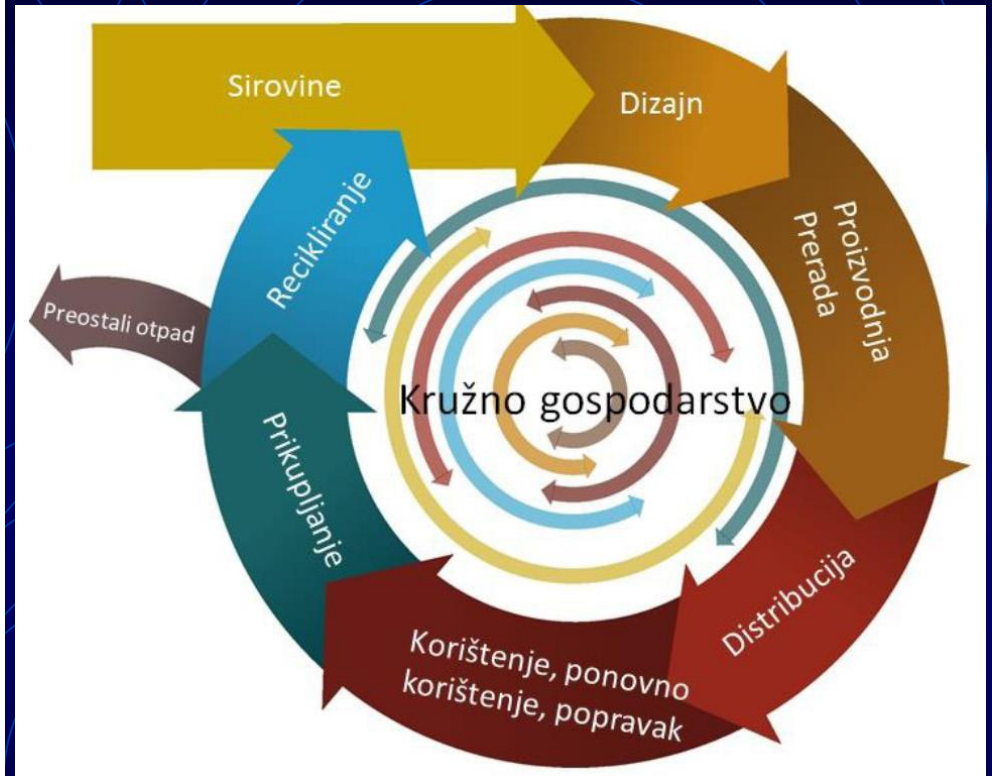 Sirovine
Dizajn
Proizvodnja
Prerada
Distribucija
Korištenje, ponovno
korištenje, popravak
Prikupljanje
Recikliranje
Preostali otpad
Kružno gospodarstvo